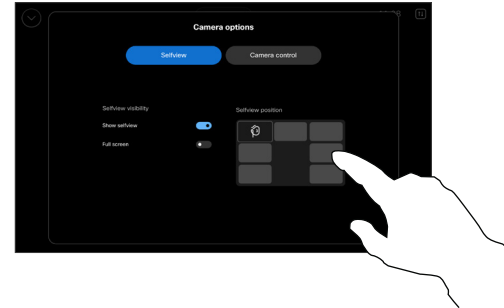 Camera options
Selfview
Camera control
Selfview visibility
Selfview position
Show selfview
Full screen